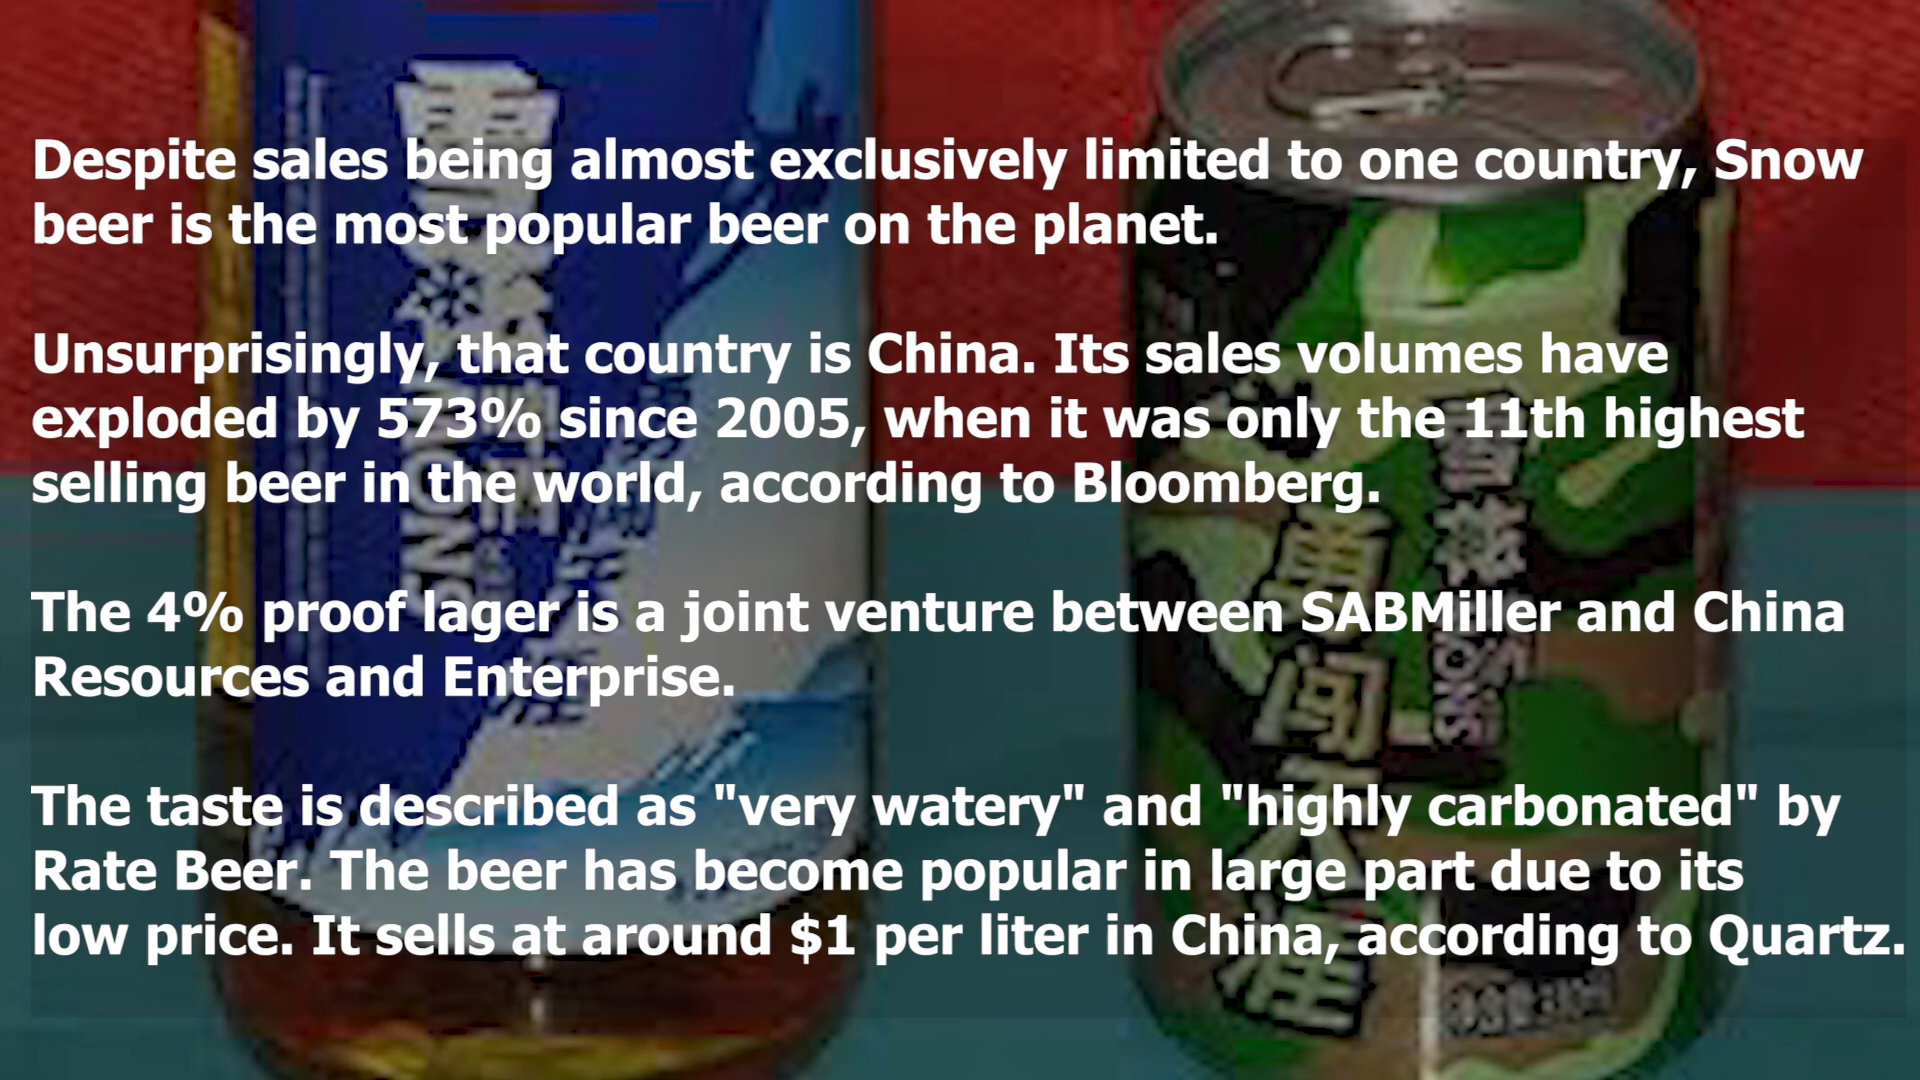 Despite sales being almost exclusively limited to one country, Snow
beer is the most popular beer on the planet.
Unsurprisingly, that country is China. Its sales volumes have
exploded by 573% since 2005, when it was only the 11th highest
selling beer in the world, according to Bloomberg.
The 4% proof lager is a joint venture between SABMiller and China
Resources and Enterprise.
The taste is described as "very watery" and "highly carbonated" by
Rate Beer. The beer has become popular in large part due to its
low price. It sells at around $1 per liter in China, according to Quartz.
勇闯天涯